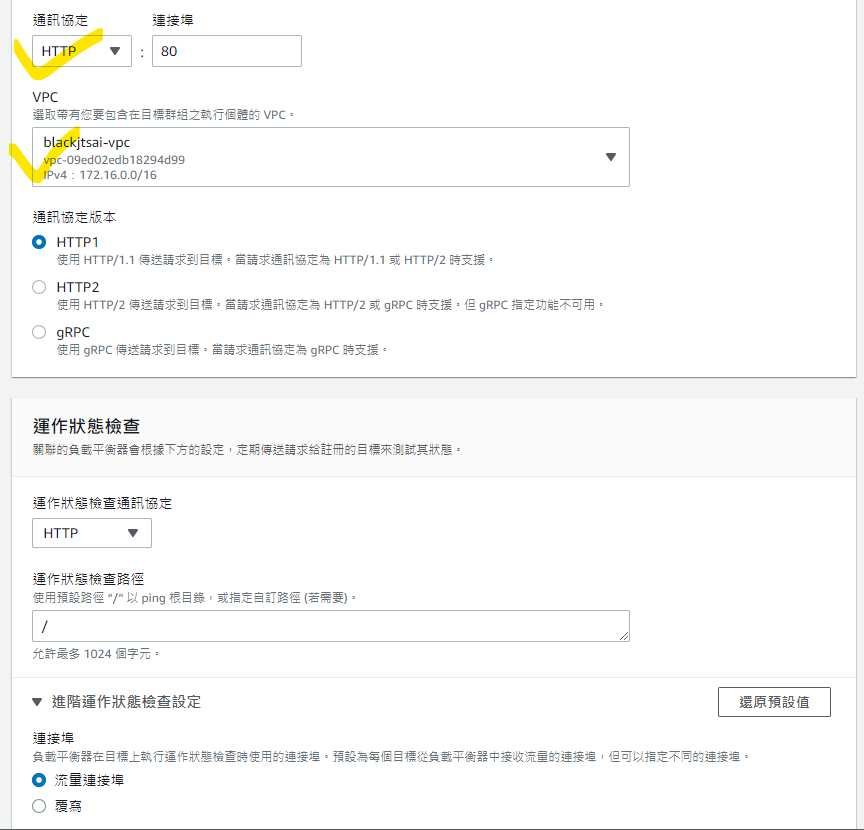 通訊協定 連接埠
HTTP : 80
VPC
選取帶有您要包含在目標群組之執行個體的 VPC。
blackjtsai-vpc
vpc-09ed02edb18294d99
IPv4：172.16.0.0/16
通訊協定版本
HTTP1
使用 HTTP/1.1 傳送請求到目標。當請求通訊協定為 HTTP/1.1 或 HTTP/2 時支援。
HTTP2
使用 HTTP/2 傳送請求到目標。當請求通訊協定為 HTTP/2 或 gRPC 時支援。但 gRPC 指定功能不可用。
gRPC
使用 gRPC 傳送請求到目標。當請求通訊協定為 gRPC 時支援。
運作狀態檢查
關聯的負載平衡器會根據下方的設定，定期傳送請求給註冊的目標來測試其狀態。
運作狀態檢查通訊協定
HTTP
運作狀態檢查路徑
使用預設路徑 "/" 以 ping 根目錄，或指定自訂路徑 (若需要)。
/
允許最多 1024 個字元。
進階運作狀態檢查設定 還原預設值
連接埠
負載平衡器在目標上執行運作狀態檢查時使用的連接埠。預設為每個目標從負載平衡器中接收流量的連接埠，但可以指定不同的連接埠。
流量連接埠
覆寫